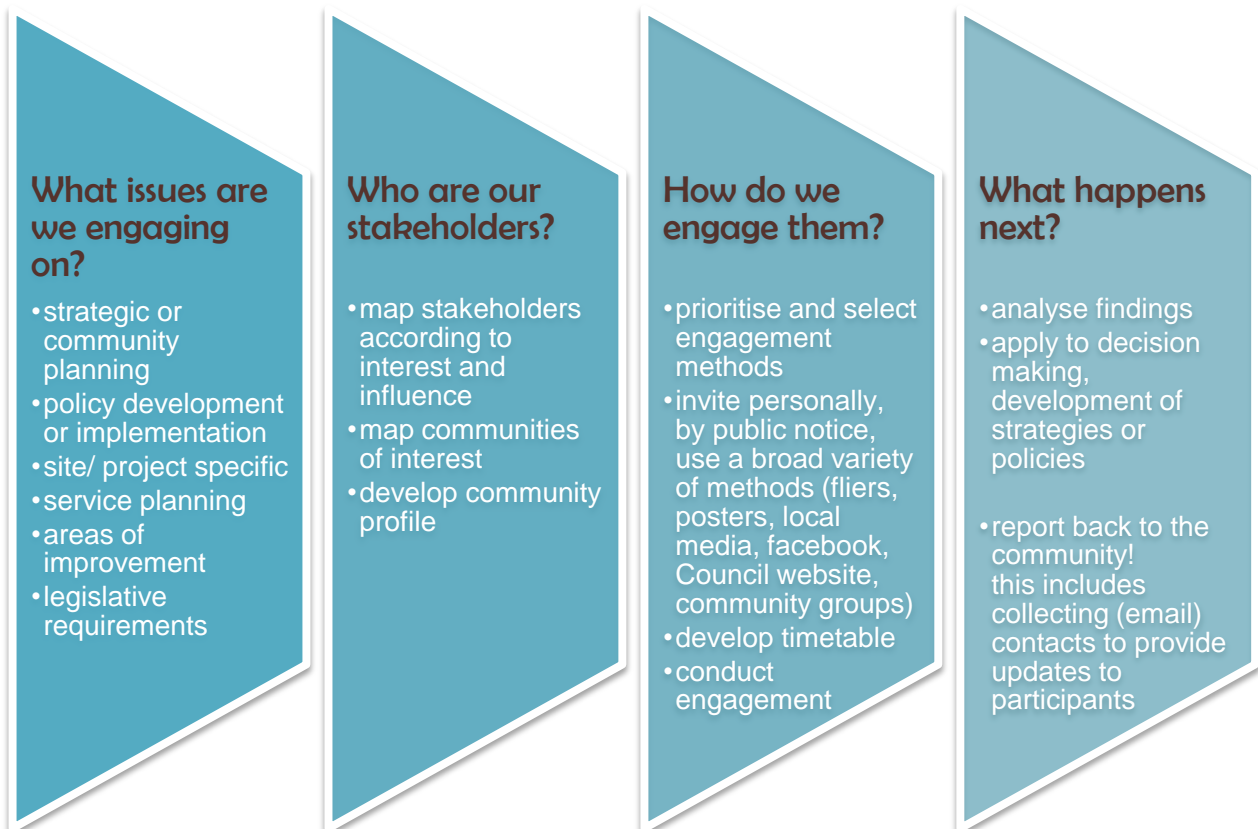 What issues are
we engaging
on?
•strategic or
community
planning
•policy development
or implementation
•site/ project specific
•service planning
•areas of
improvement
•legislative
requirements
Who are our
stakeholders?
•map stakeholders
according to
interest and
influence
•map communities
of interest
•develop community
profile
How do we
engage them?
•prioritise and select
engagement
methods
•invite personally,
by public notice,
use a broad variety
of methods (fliers,
posters, local
media, facebook,
Council website,
community groups)
•develop timetable
•conduct
engagement
What happens
next?
•analyse findings
•apply to decision
making,
development of
strategies or
policies
•report back to the
community!
this includes
collecting (email)
contacts to provide
updates to
participants